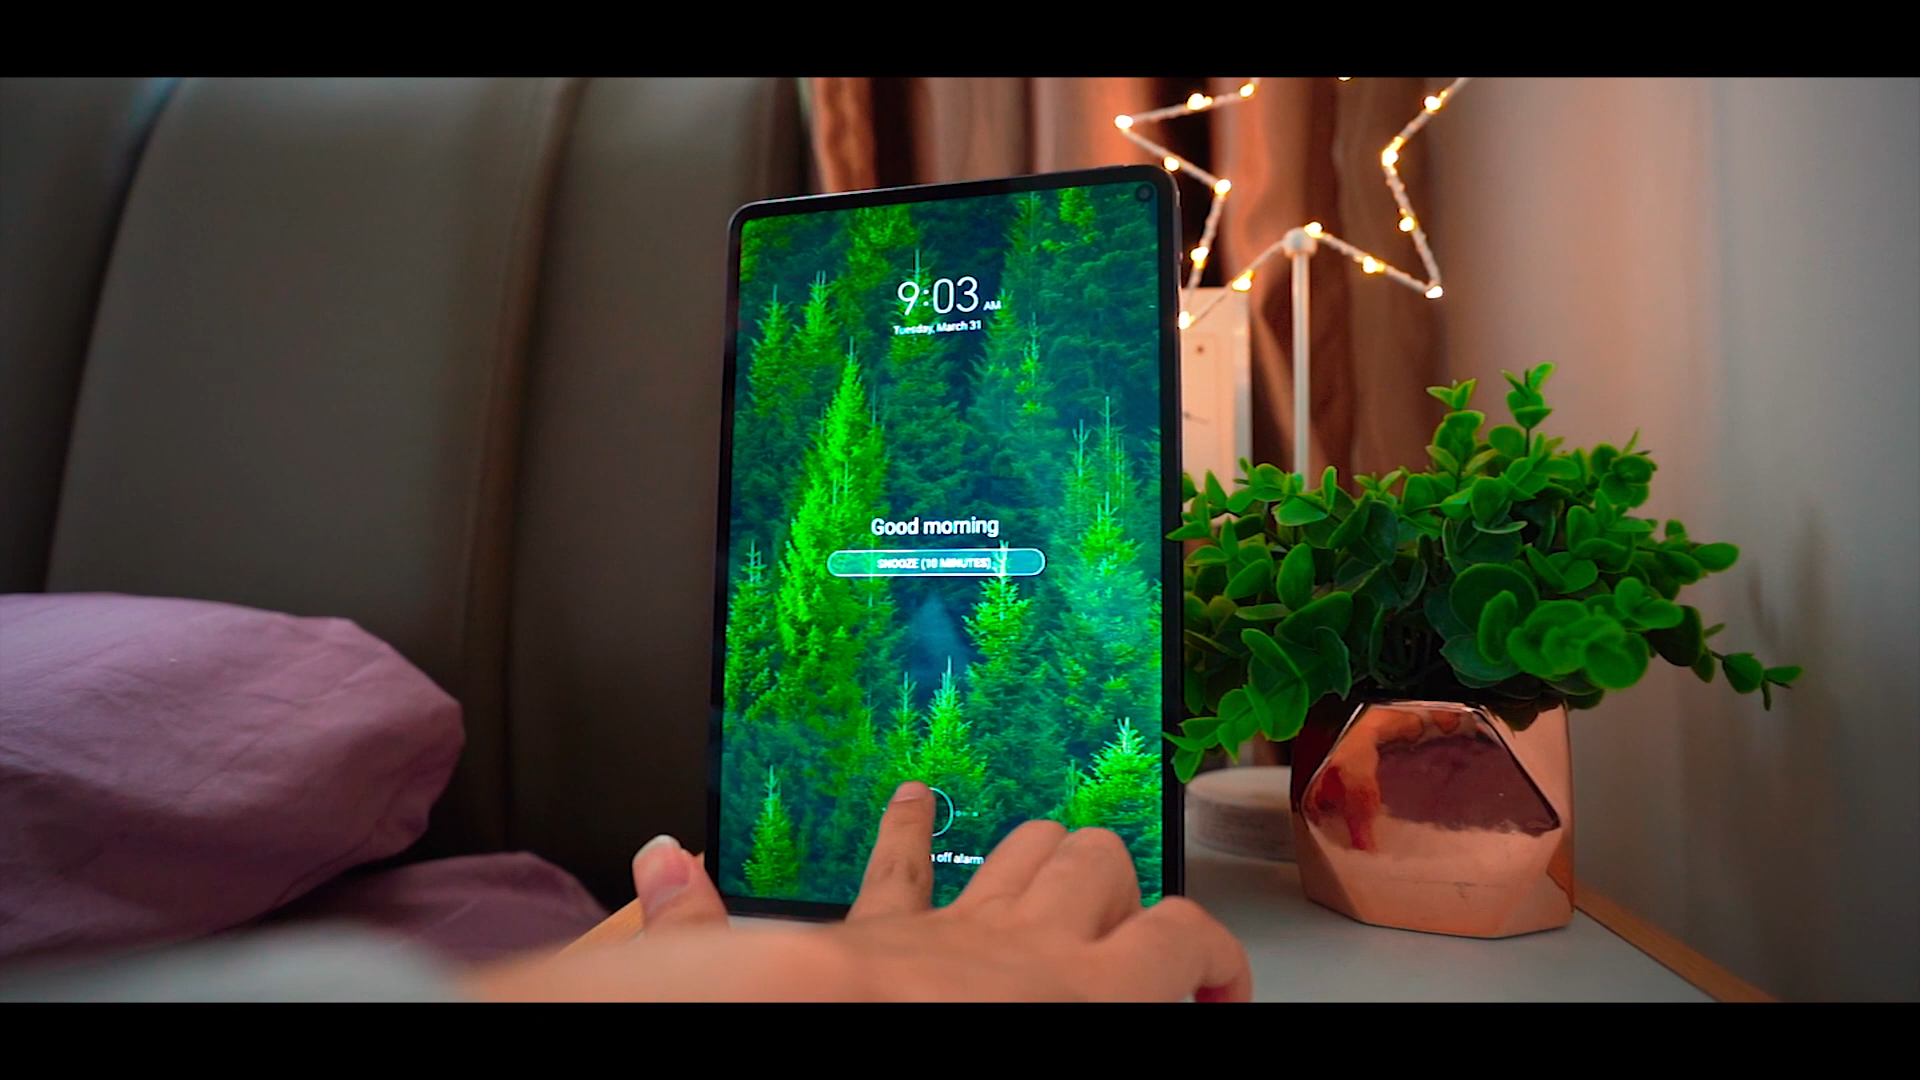 9:03 AM
Tuesday, March 31
Good morning
SNOOZE (10 MINUTES)
off alarm